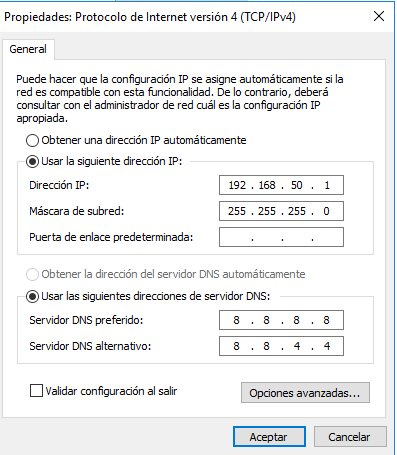 Propiedades: Protocolo de Internet versión 4 (TCP/IPv4)
General
Puede hacer que la configuración IP se asigne automáticamente si la
red es compatible con esta funcionalidad. De lo contrario, deberá
consultar con el administrador de red cuál es la configuración IP
apropiada.
Obtener una dirección IP automáticamente
Usar la siguiente dirección IP:
Dirección IP: 192 . 168 . 50 . 1
Máscara de subred: 255 . 255 . 255 . 0
Puerta de enlace predeterminada: . . .
Obtener la dirección del servidor DNS automáticamente
Usar las siguientes direcciones de servidor DNS:
Servidor DNS preferido: 8 . 8 . 8 . 8
Servidor DNS alternativo: 8 . 8 . 4 . 4
Validar configuración al salir
Opciones avanzadas...
Aceptar Cancelar